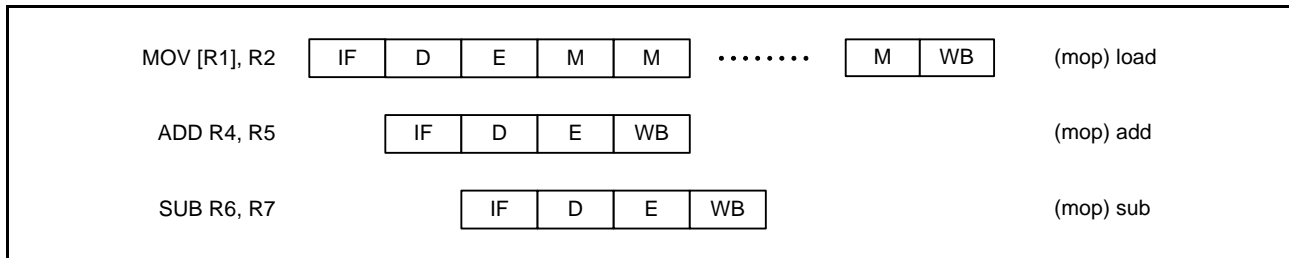 MOV [R1], R2 IF D E M M ········ M WB (mop) load
ADD R4, R5 IF D E WB (mop) add
SUB R6, R7 IF D E WB (mop) sub